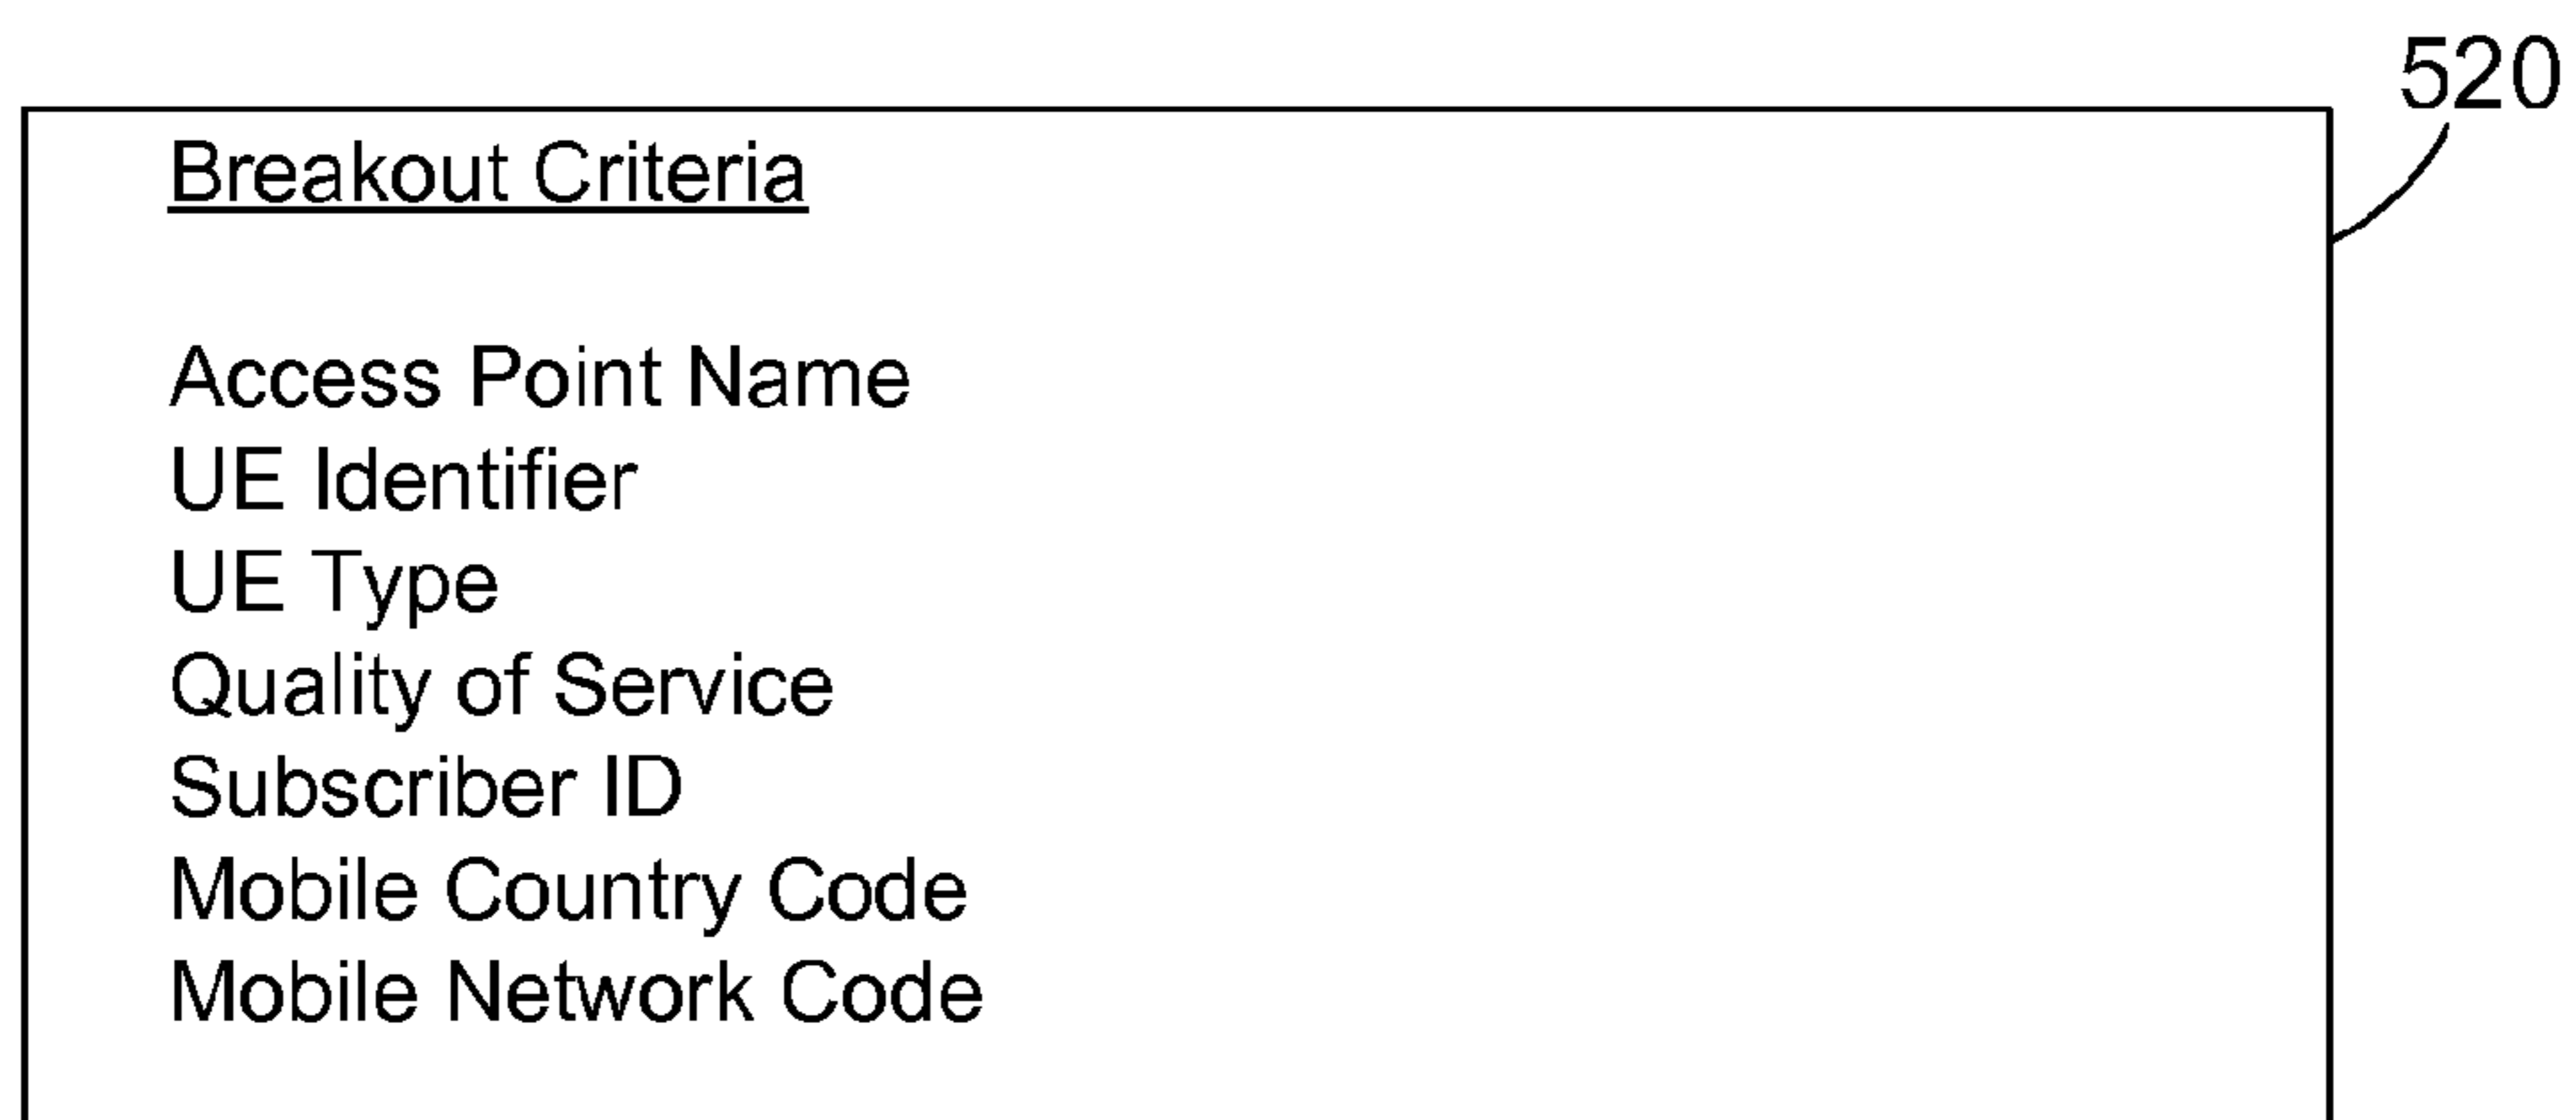 520
Breakout Criteria
Access Point Name
UE Identifier
UE Type
Quality of Service
Subscriber ID
Mobile Country Code
Mobile Network Code